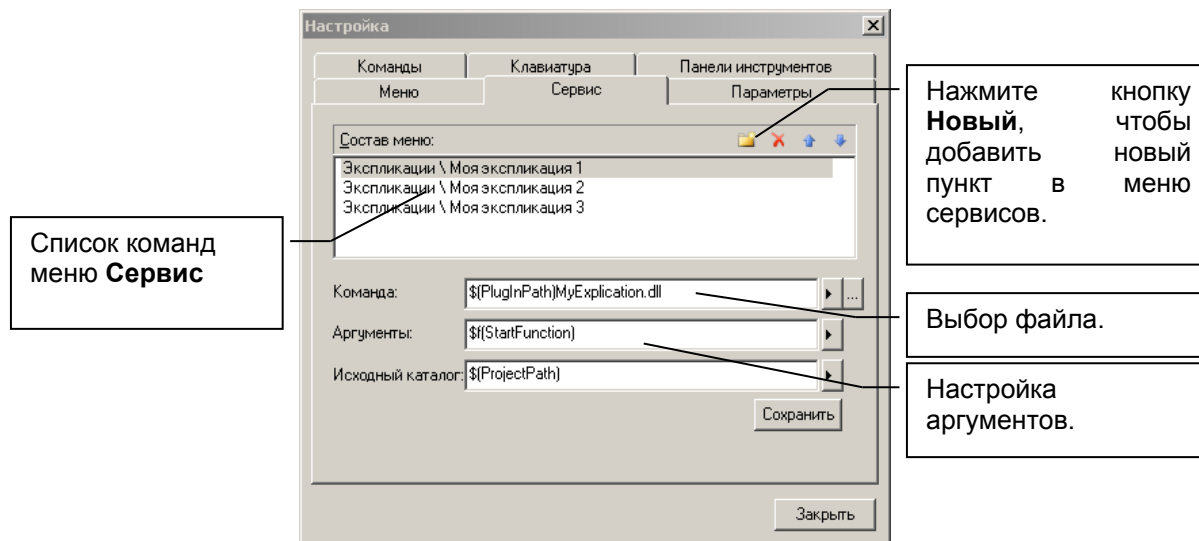 Настройка
Команды
Клавиатура
Панели инструментов
Меню
Сервис
Параметры
Состав меню:
Экспликации \ Моя экспликация 1
Экспликации \ Моя экспликация 2
Экспликации \ Моя экспликация 3
Команда:
$(PlugInPath)MyExplication.dll
...
Аргументы:
$f(StartFunction)
Исходный каталог:
$(ProjectPath)
Сохранить
Закрыть
Список команд
меню Сервис
Нажмите кнопку
Новый, чтобы
добавить новый
пункт в меню
сервисов.
Выбор файла.
Настройка
аргументов.